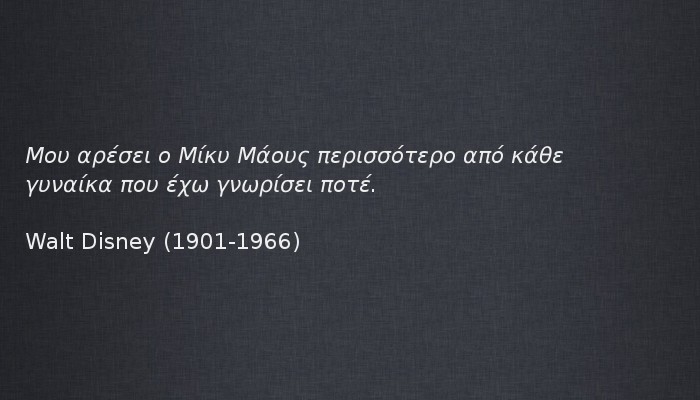 Μου αρέσει ο Μίκυ Μάους περισσότερο από κάθε
γυναίκα που έχω γνωρίσει ποτέ.
Walt Disney (1901-1966)